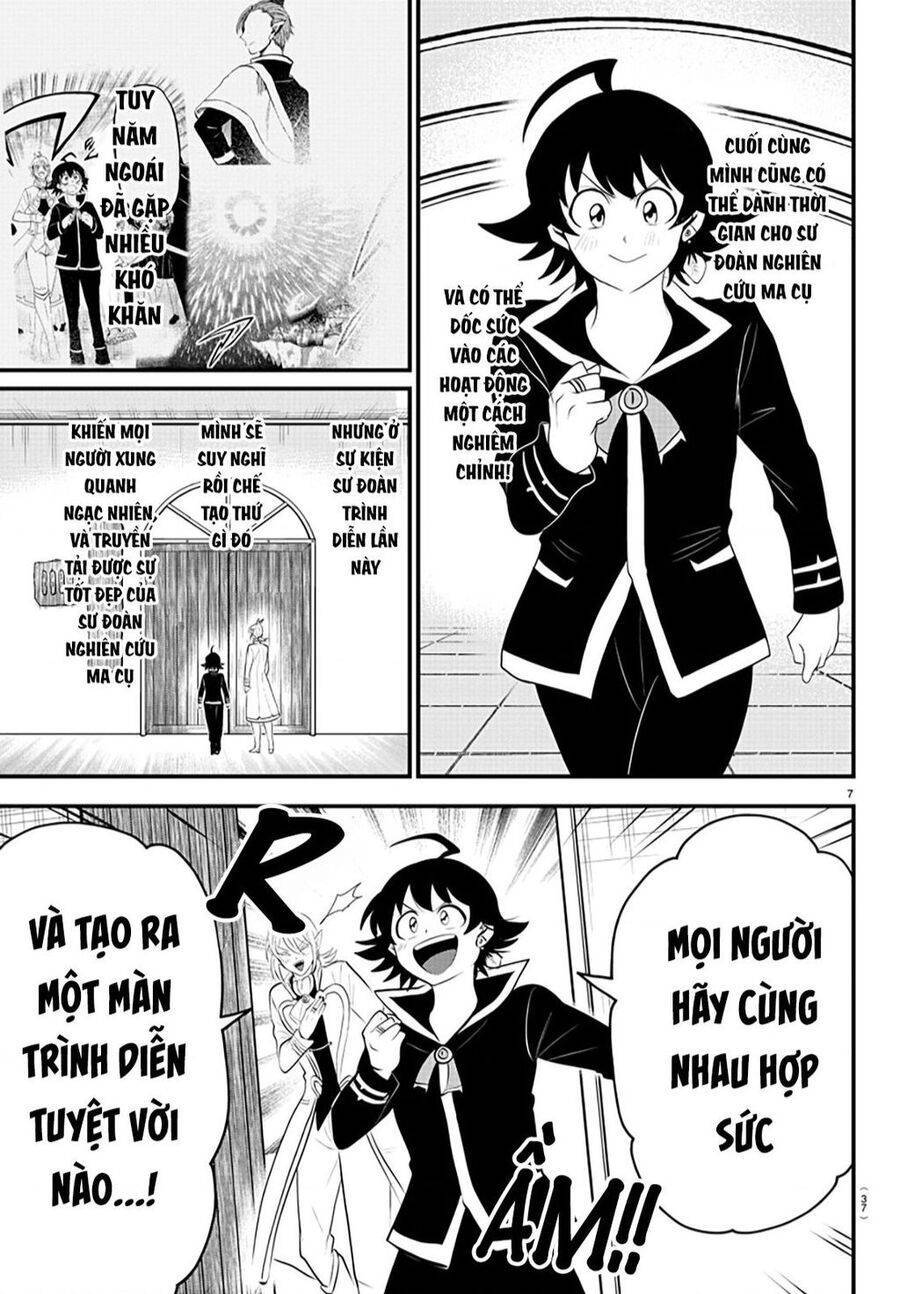 CUỐI CÙNG
MÌNH CŨNG CÓ
THỂ DÀNH THỜI
GIAN CHO SƯ
ĐOÀN NGHIÊN
CỨU MA CỤ
VÀ CÓ THỂ
DỐC SỨC
VÀO CÁC
HOẠT ĐỘNG
MỘT CÁCH
NGHIÊM
CHỈNH!
TUY
NĂM
NGOÁI
ĐÃ GẶP
NHIỀU
KHÓ
KHĂN
NHƯNG Ở
SỰ KIỆN
SƯ ĐOÀN
TRÌNH
DIỄN LẦN
NÀY
MÌNH SẼ
SUY NGHĨ
RỒI CHẾ
TẠO THỨ
GÌ ĐÓ
KHIẾN MỌI
NGƯỜI XUNG
QUANH
NGẠC NHIÊN,
VÀ TRUYỀN
TẢI ĐƯỢC SỰ
TỐT ĐẸP CỦA
SƯ ĐOÀN
NGHIÊN CỨU
MA CỤ
7
MỌI NGƯỜI
HÃY CÙNG
NHAU HỢP
SỨC
RẦM!!
VÀ TẠO RA
MỘT MÀN
TRÌNH DIỄN
TUYỆT VỜI
NÀO...!
(37)